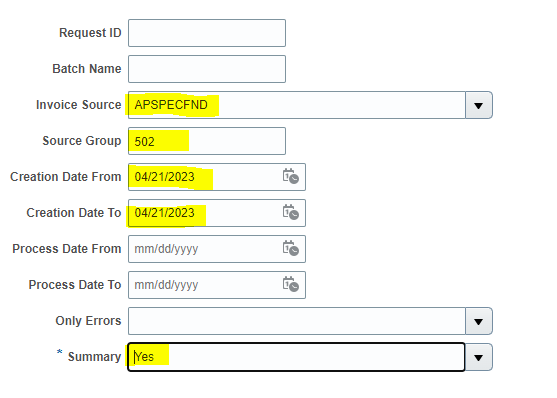 Request ID
Batch Name
Invoice Source APSPECFND
Source Group 502
Creation Date From 04/21/2023
Creation Date To 04/21/2023
Process Date From mm/dd/yyyy
Process Date To mm/dd/yyyy
Only Errors
* Summary Yes